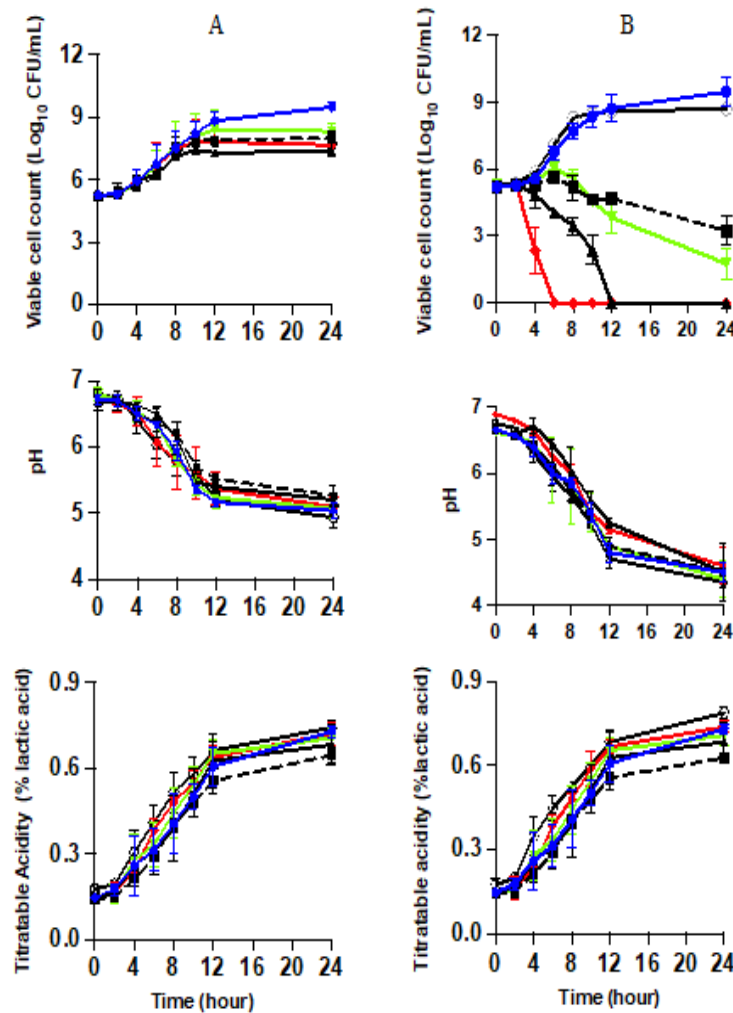 A
Viable cell count (Log10 CFU/mL)
12
9
6
3
0
0 4 8 12 16 20 24
B
Viable cell count (Log10 CFU/mL)
12
9
6
3
0
0 4 8 12 16 20 24
pH
7
6
5
4
0 4 8 12 16 20 24
pH
7
6
5
4
0 4 8 12 16 20 24
Titratable Acidity (% lactic acid)
0.9
0.6
0.3
0.0
0 4 8 12 16 20 24
Time (hour)
Titratable acidity (%lactic acid)
0.9
0.6
0.3
0.0
0 4 8 12 16 20 24
Time (hour)